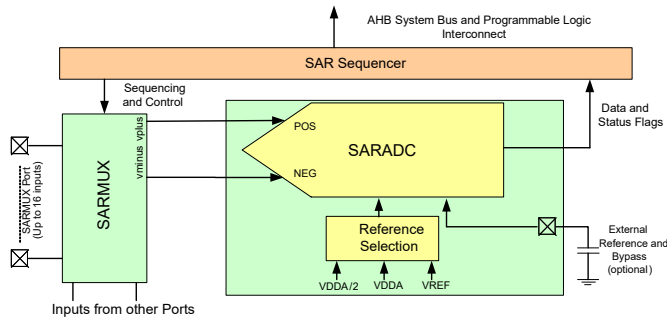 AHB System Bus and Programmable Logic
Interconnect
SAR Sequencer
Sequencing
and Control
Data and
Status Flags
vminus vplus
POS
SARADC
NEG
SARMUX
SARMUX Port
(Up to 16 inputs)
Reference
Selection
External
Reference and
Bypass
(optional)
VDDA/2
VDDA
VREF
Inputs from other Ports